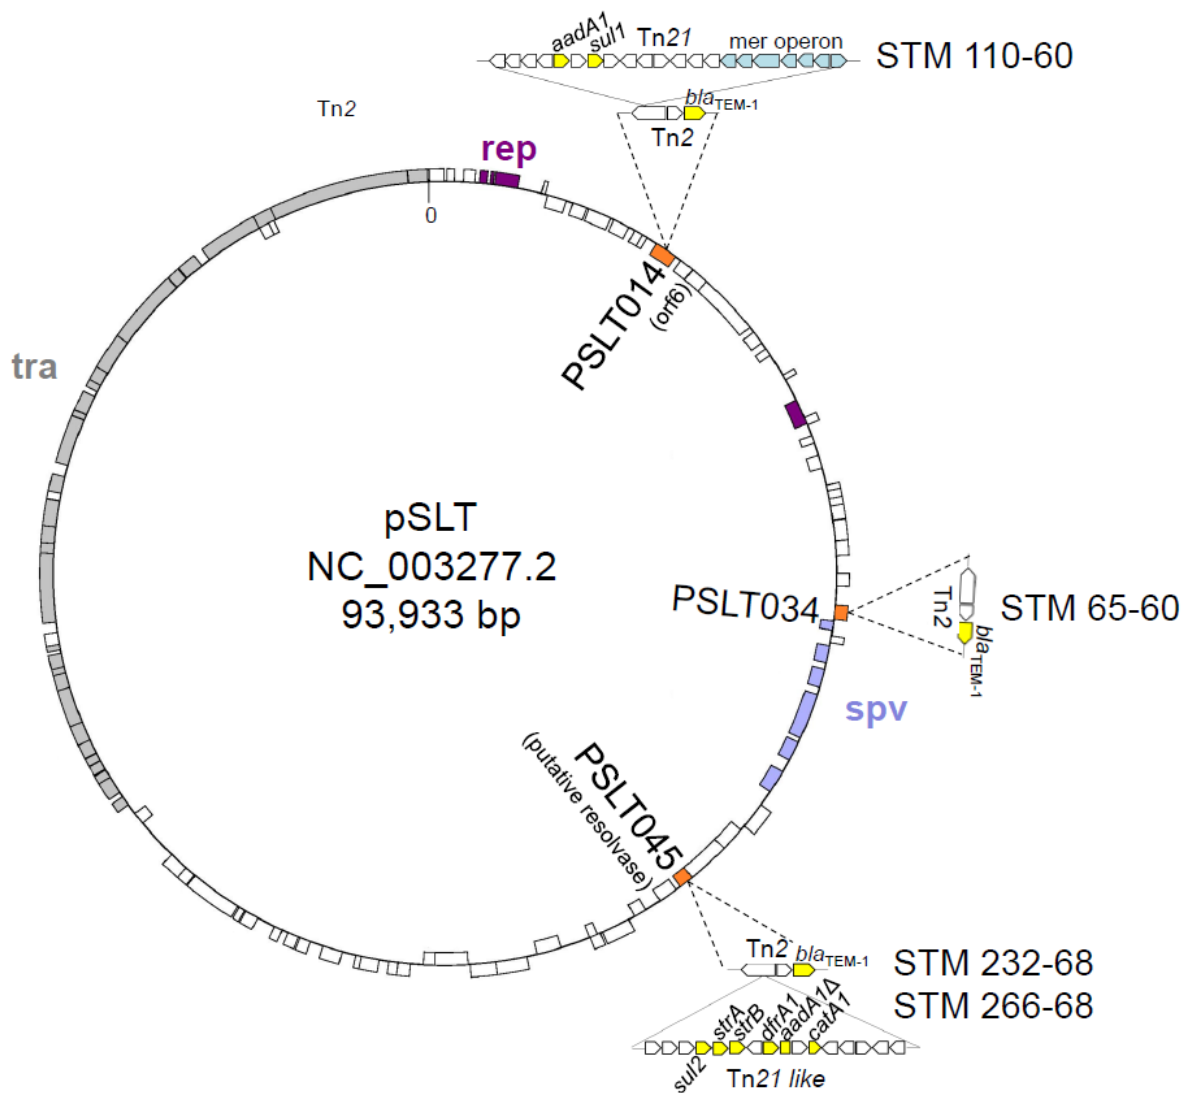 aadA1
sul1
Tn21
mer operon
STM 110-60
blaTEM-1
Tn2
Tn2
rep
0
PSLT014
(orf6)
tra
pSLT
NC_003277.2
93,933 bp
PSLT034
Tn2
blaTEM-1
STM 65-60
spv
PSLT045
(putative resolvase)
Tn2 blaTEM-1
STM 232-68
STM 266-68
sul2
strA
strB
dfrA1
aadA1Δ
catA1
Tn21 like